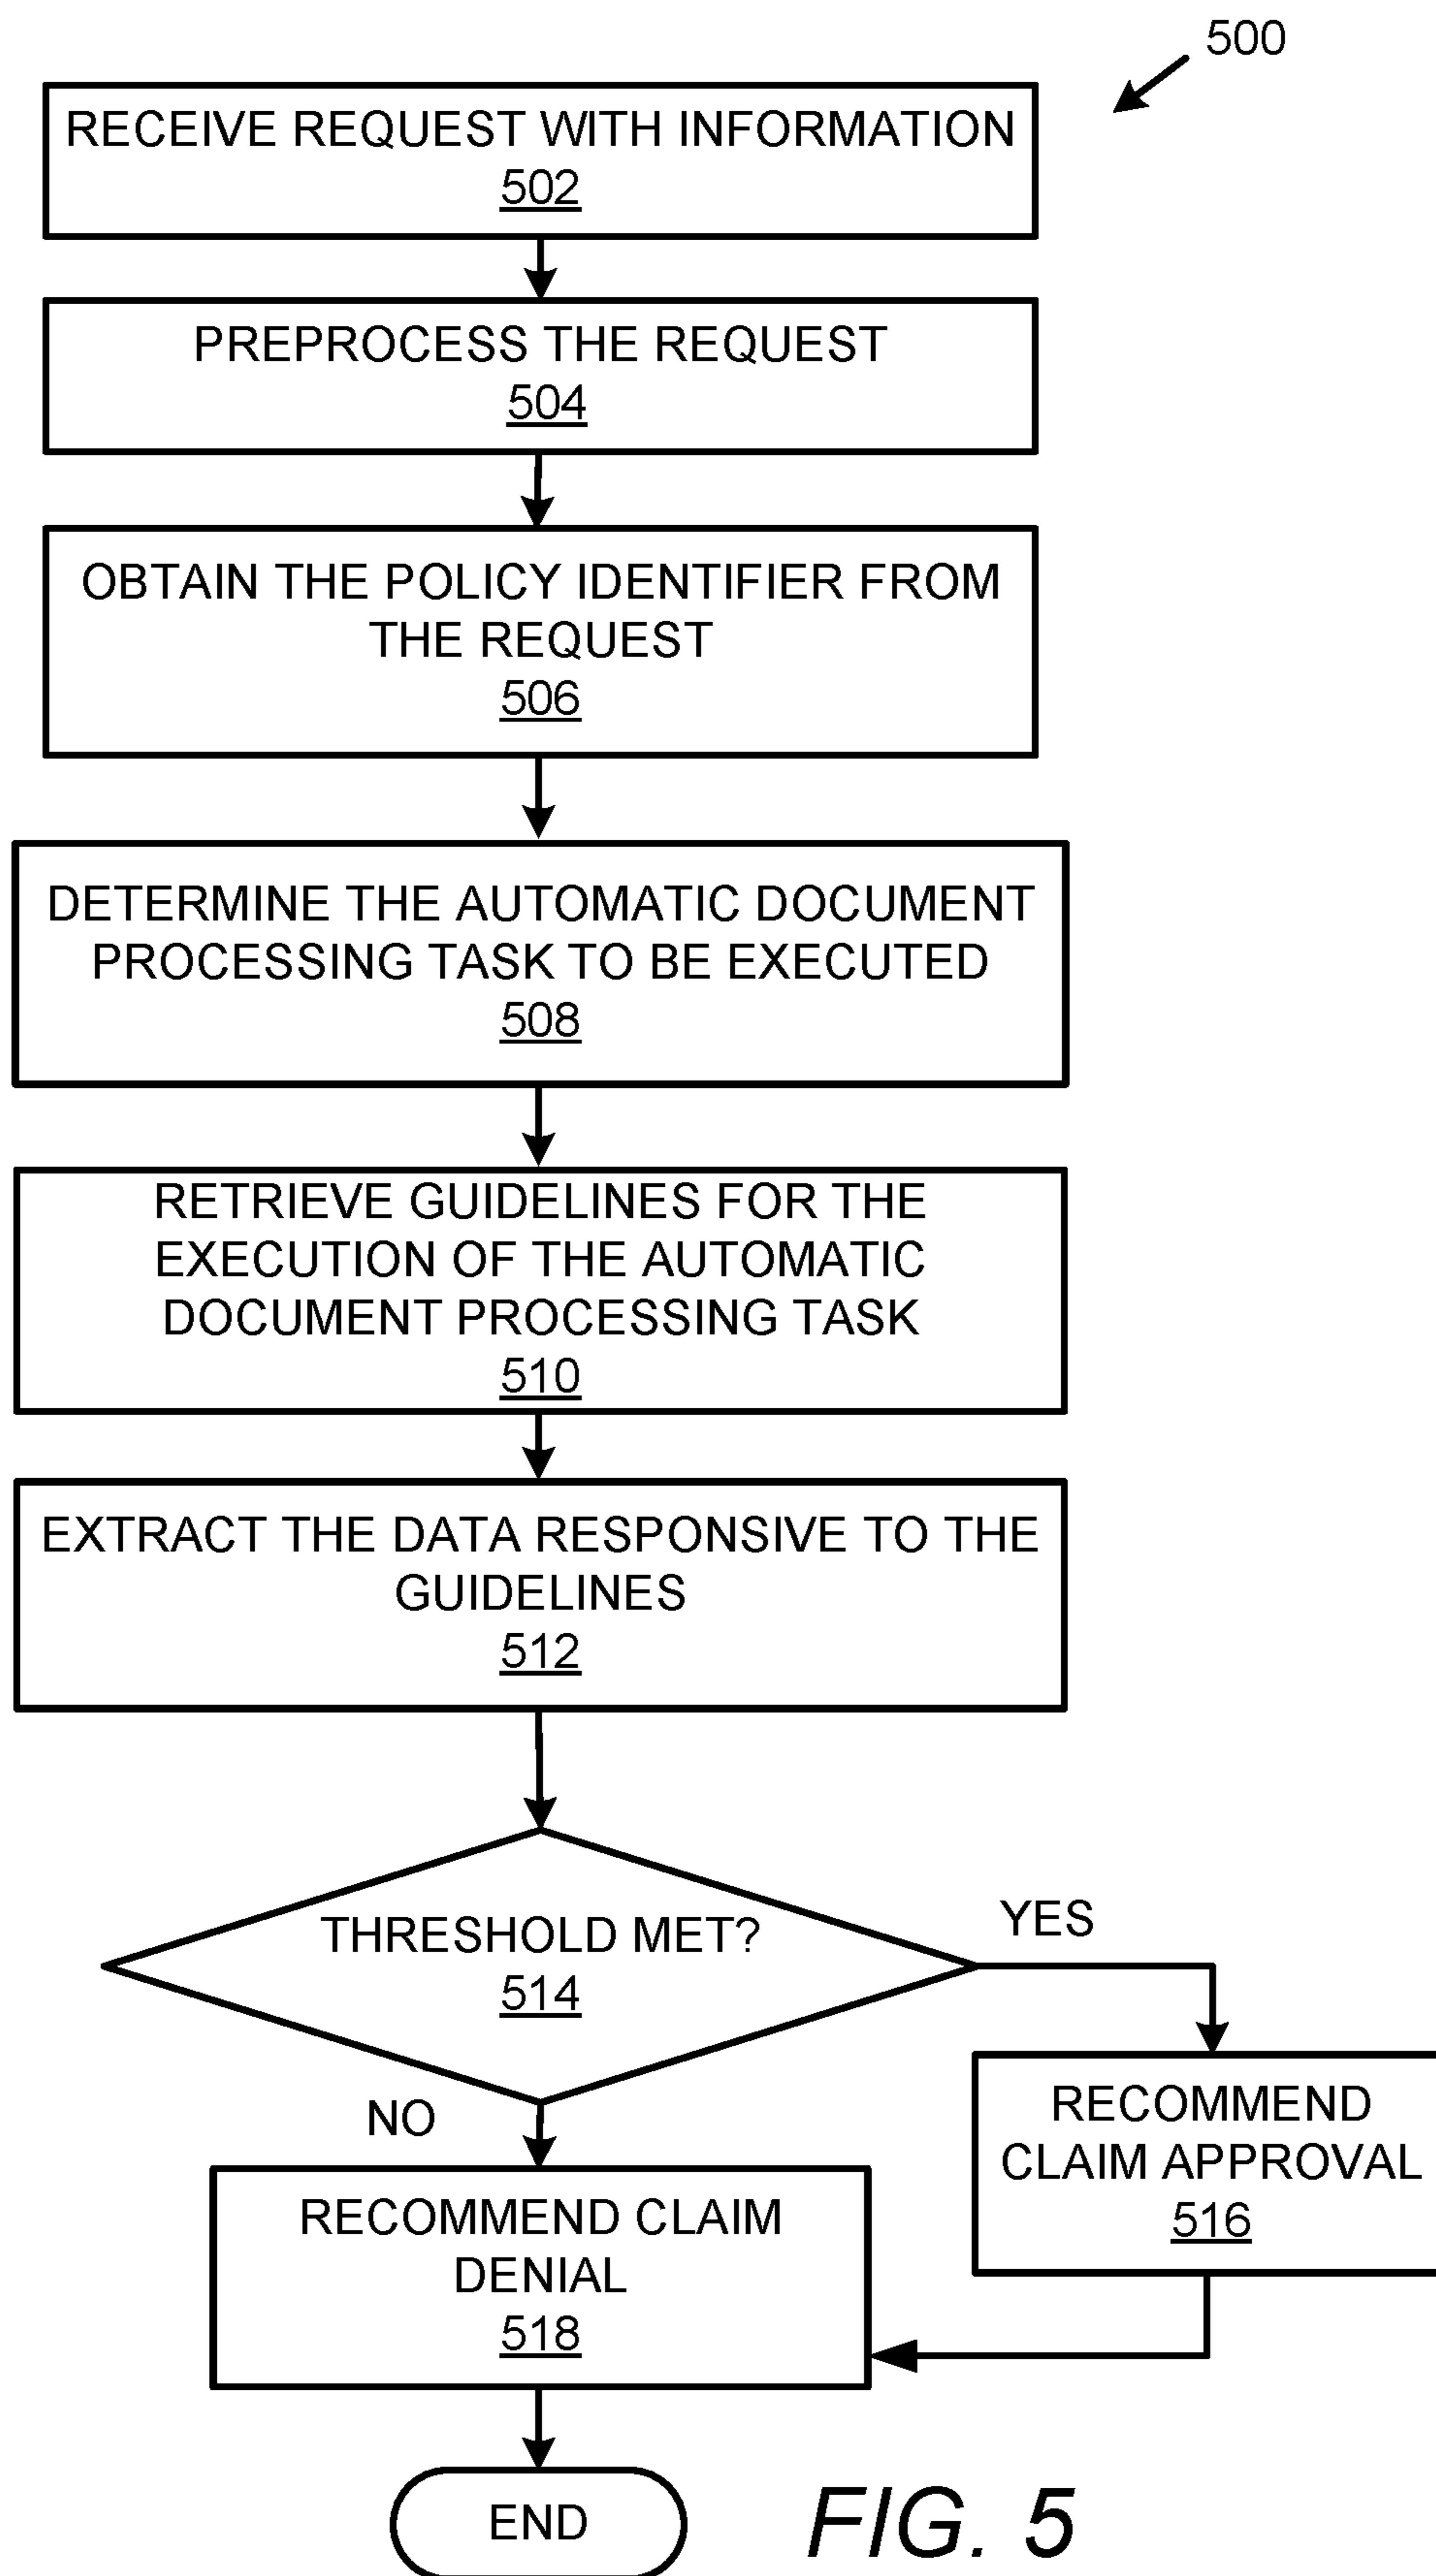 500
RECEIVE REQUEST WITH INFORMATION
502
PREPROCESS THE REQUEST
504
OBTAIN THE POLICY IDENTIFIER FROM
THE REQUEST
506
DETERMINE THE AUTOMATIC DOCUMENT
PROCESSING TASK TO BE EXECUTED
508
RETRIEVE GUIDELINES FOR THE
EXECUTION OF THE AUTOMATIC
DOCUMENT PROCESSING TASK
510
EXTRACT THE DATA RESPONSIVE TO THE
GUIDELINES
512
THRESHOLD MET?
514
YES
NO
RECOMMEND
CLAIM APPROVAL
516
RECOMMEND CLAIM
DENIAL
518
END
FIG. 5